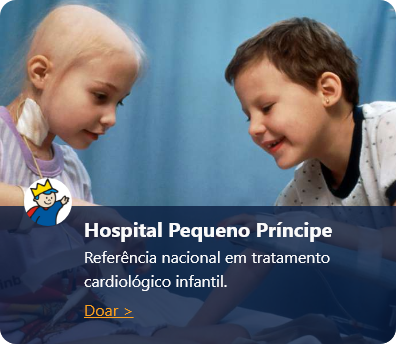 Hospital Pequeno Príncipe
Referência nacional em tratamento
cardiológico infantil.
Doar >